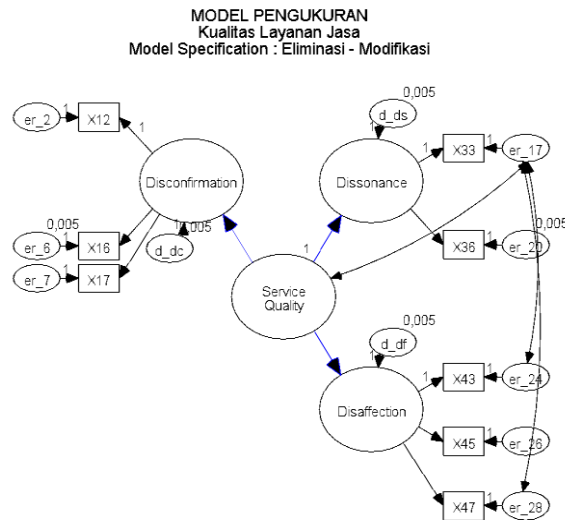 MODEL PENGUKURAN
Kualitas Layanan Jasa
Model Specification : Eliminasi - Modifikasi
0,005
d_ds
1
er_2
1
X12
1
1
X33
1
er_17
Disconfirmation
Dissonance
0,005
er_6
1
X16
0,005
d_dc
1
X36
1
er_20
0,005
er_7
1
X17
Service
Quality
0,005
d_df
1
1
X43
1
er_24
Disaffection
X45
1
er_26
X47
1
er_28